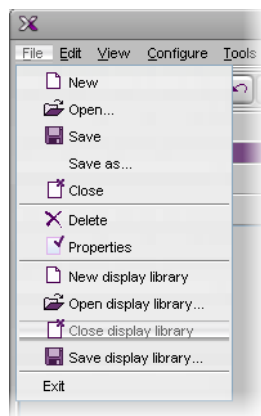 File Edit View Configure Tools
New
Open...
Save
Save as...
Close
Delete
Properties
New display library
Open display library...
Close display library
Save display library...
Exit